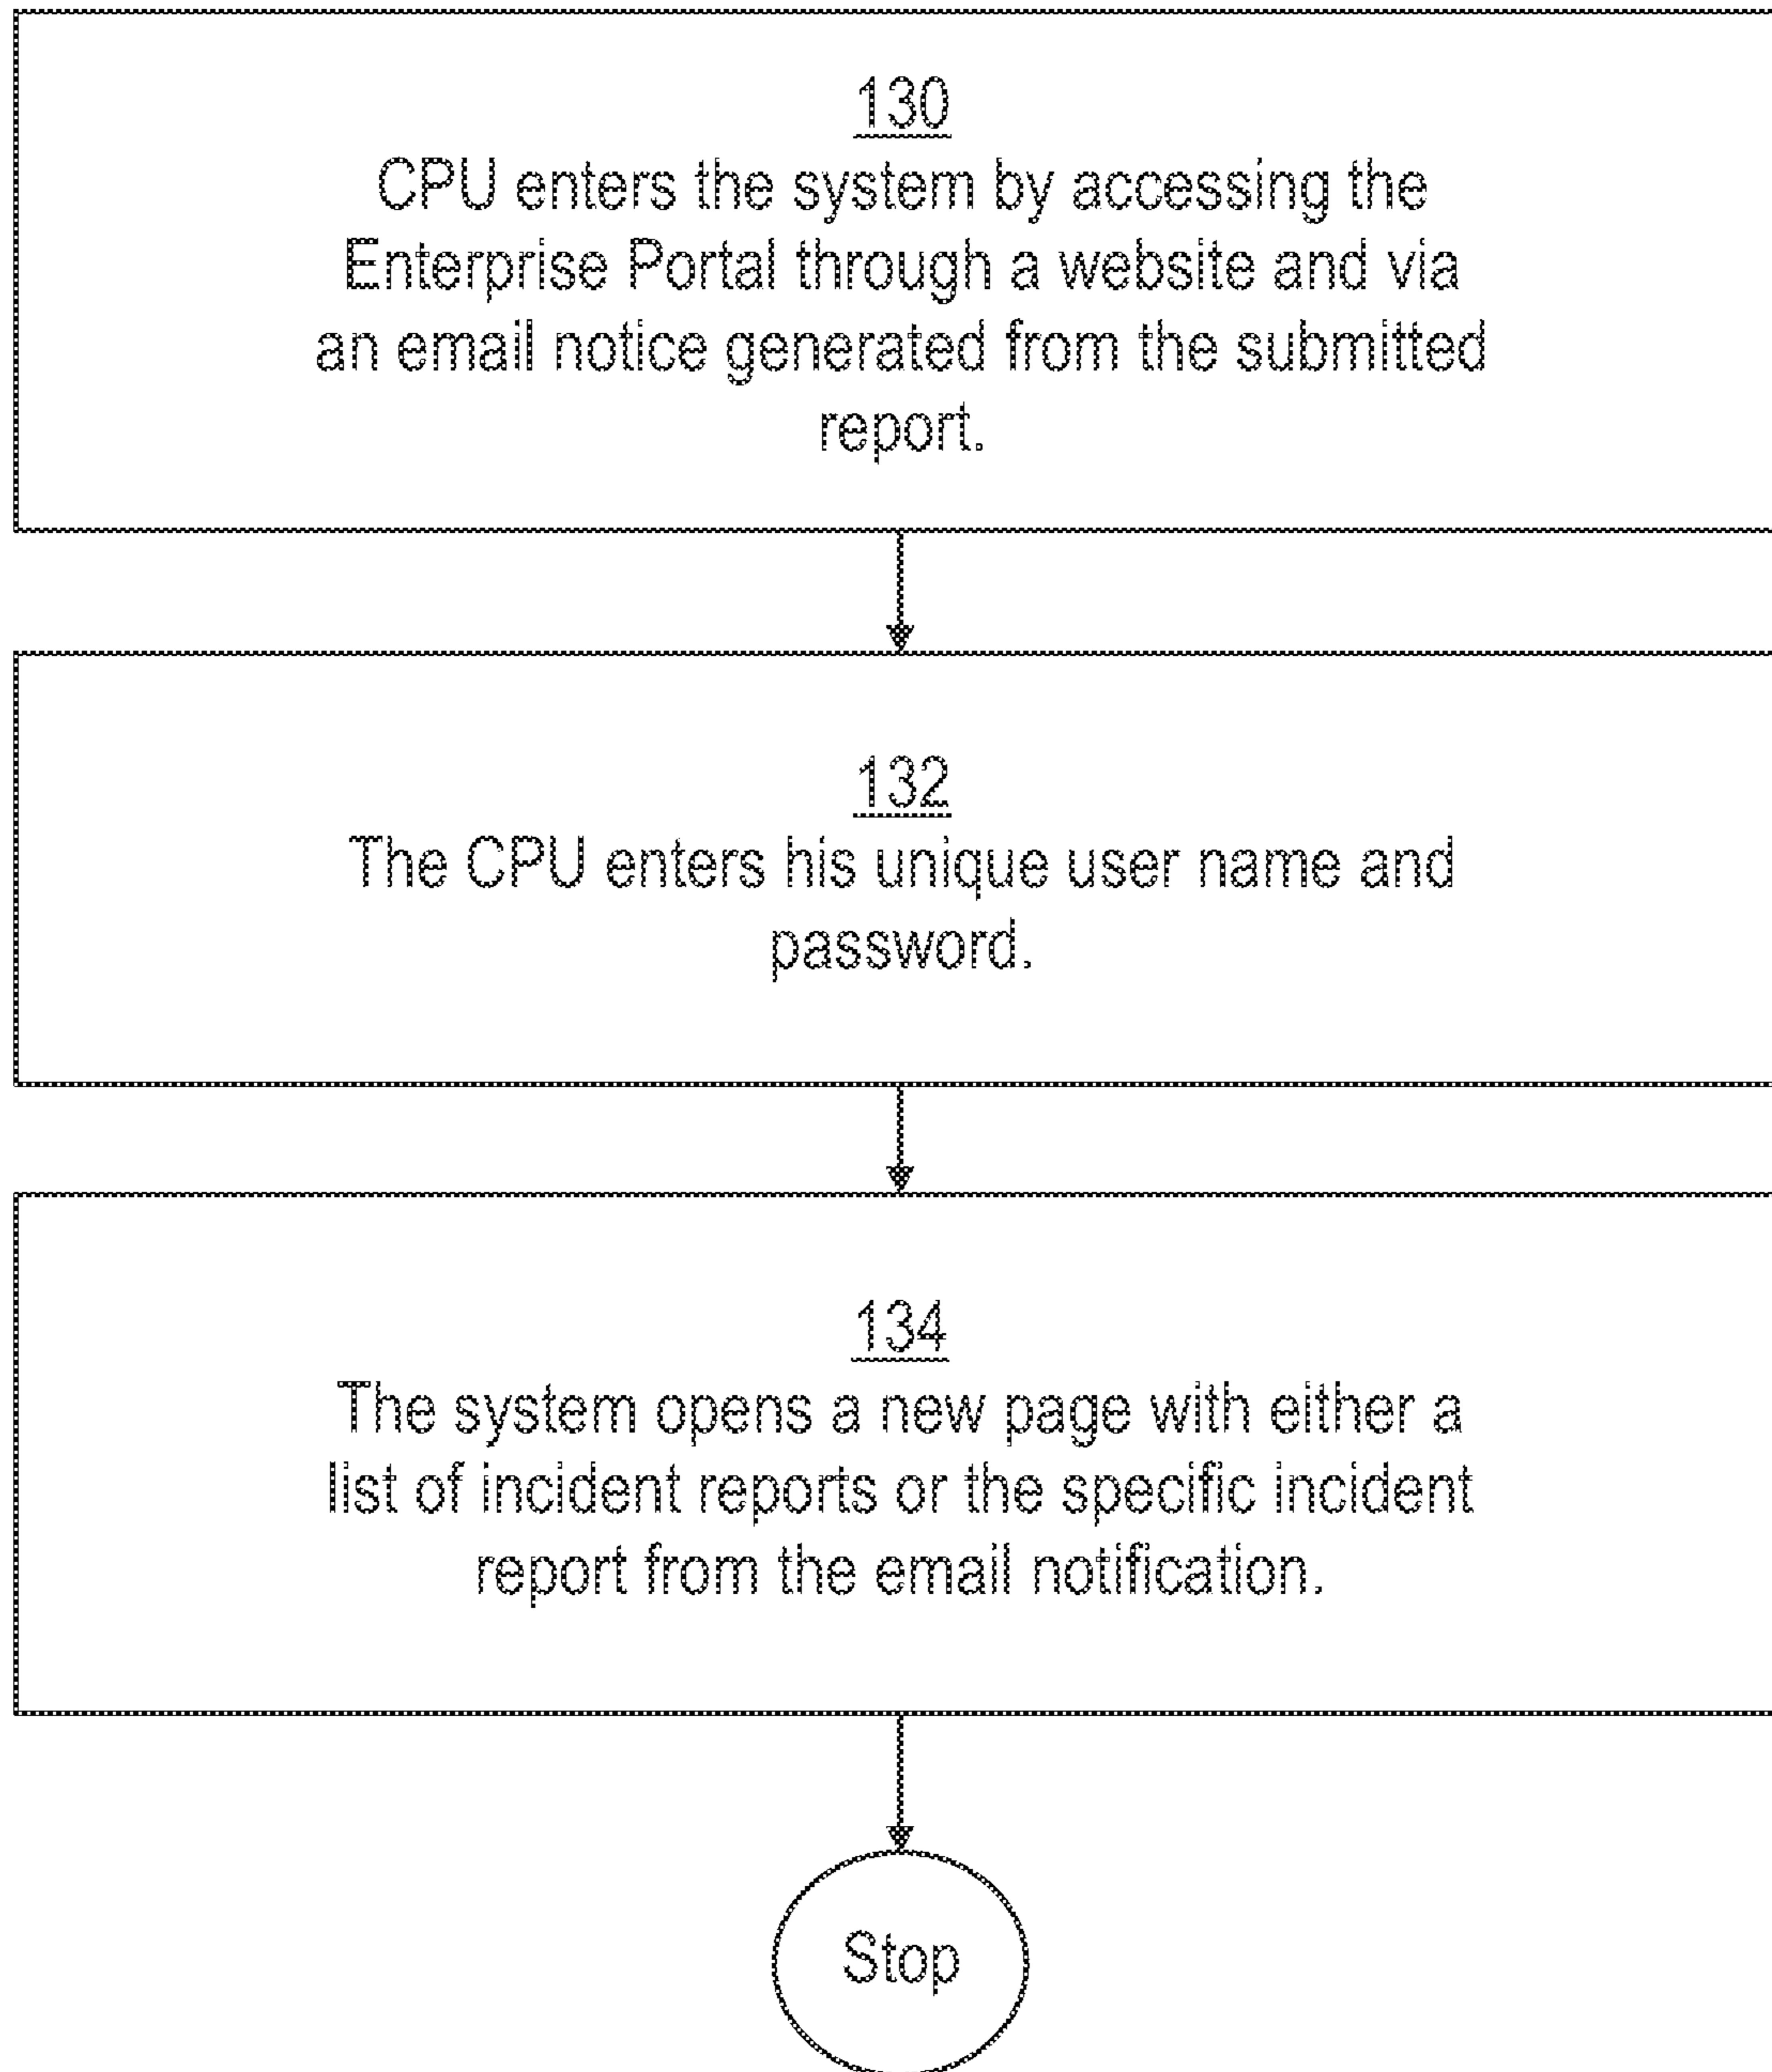 130
CPU enters the system by accessing the
Enterprise Portal through a website and via
an email notice generated from the submitted
report.
132
The CPU enters his unique user name and
password.
134
The system opens a new page with either a
list of incident reports or the specific incident
report from the email notification.
Stop